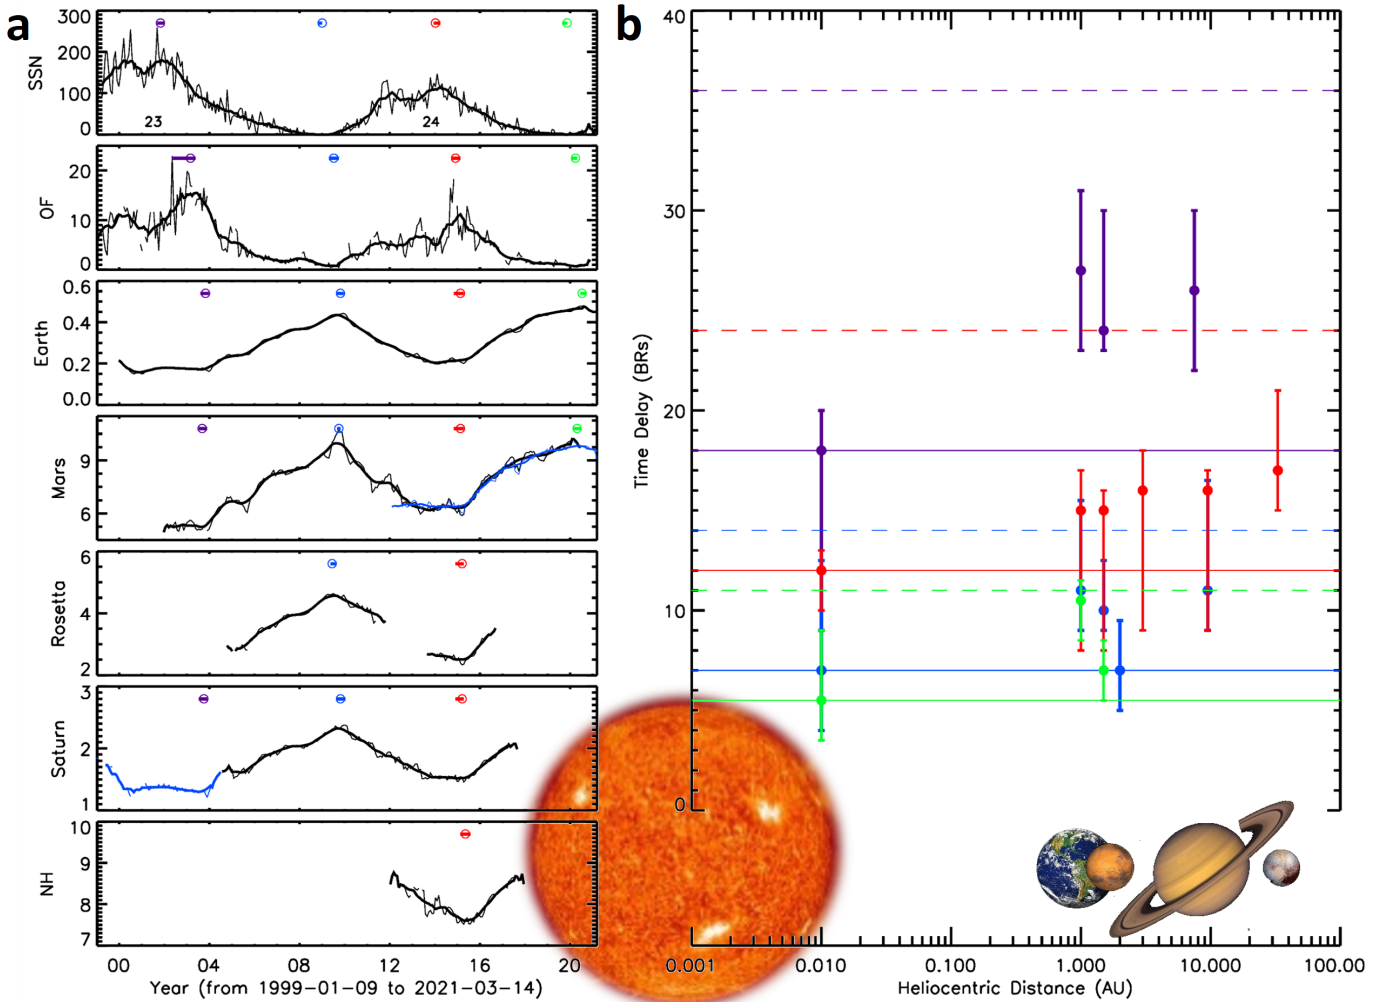 a
300
200
100
0
SSN
23
24
20
10
0
OF
0.6
0.4
0.2
0.0
Earth
9
6
Mars
6
4
2
Rosetta
3
2
1
Saturn
10
9
8
7
NH
00 04 08 12 16 20
Year (from 1999-01-09 to 2021-03-14)
b
40
30
20
10
0
Time Delay (BRs)
0.001 0.010 0.100 1.000 10.000 100.00
Heliocentric Distance (AU)